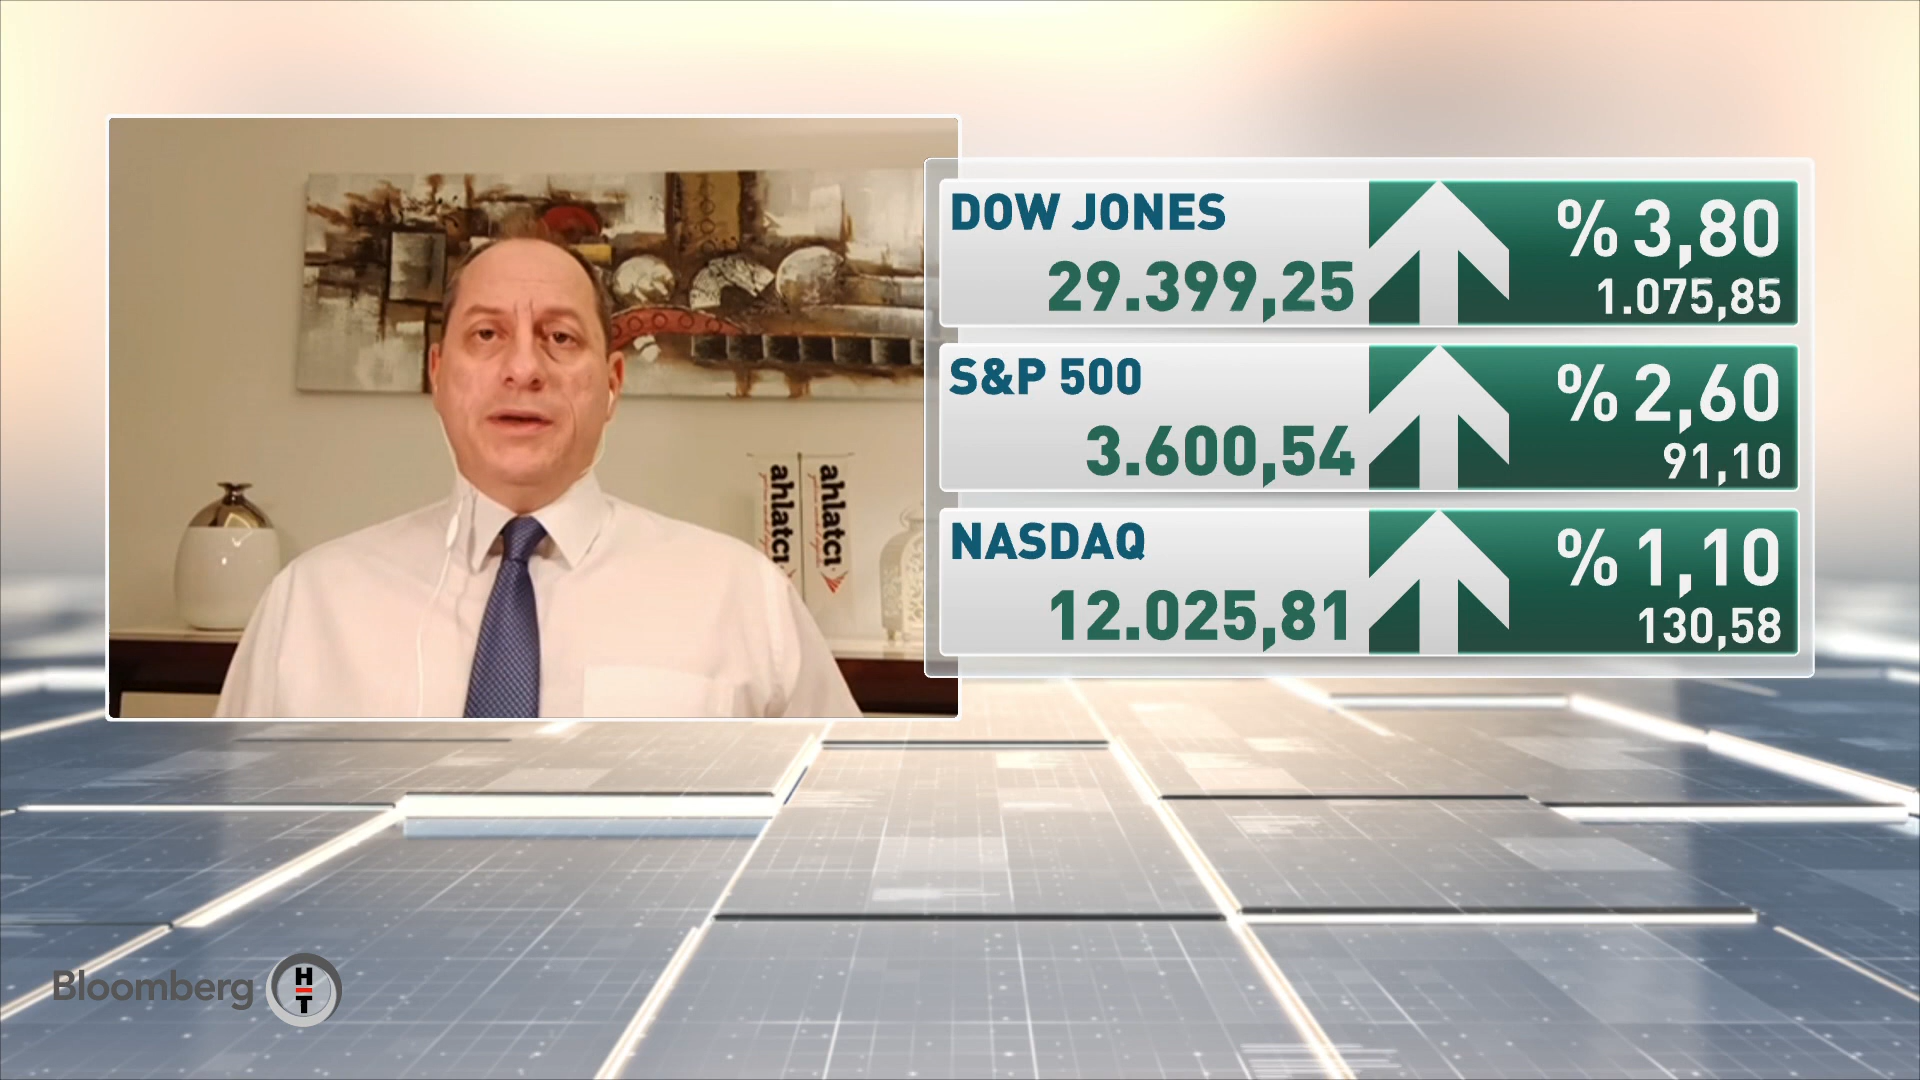 DOW JONES
29.399,25
% 3,80
1.075,85
S&P 500
3.600,54
% 2,60
91,10
NASDAQ
12.025,81
% 1,10
130,58
ahlatcı
ahlatcı
Bloomberg HT